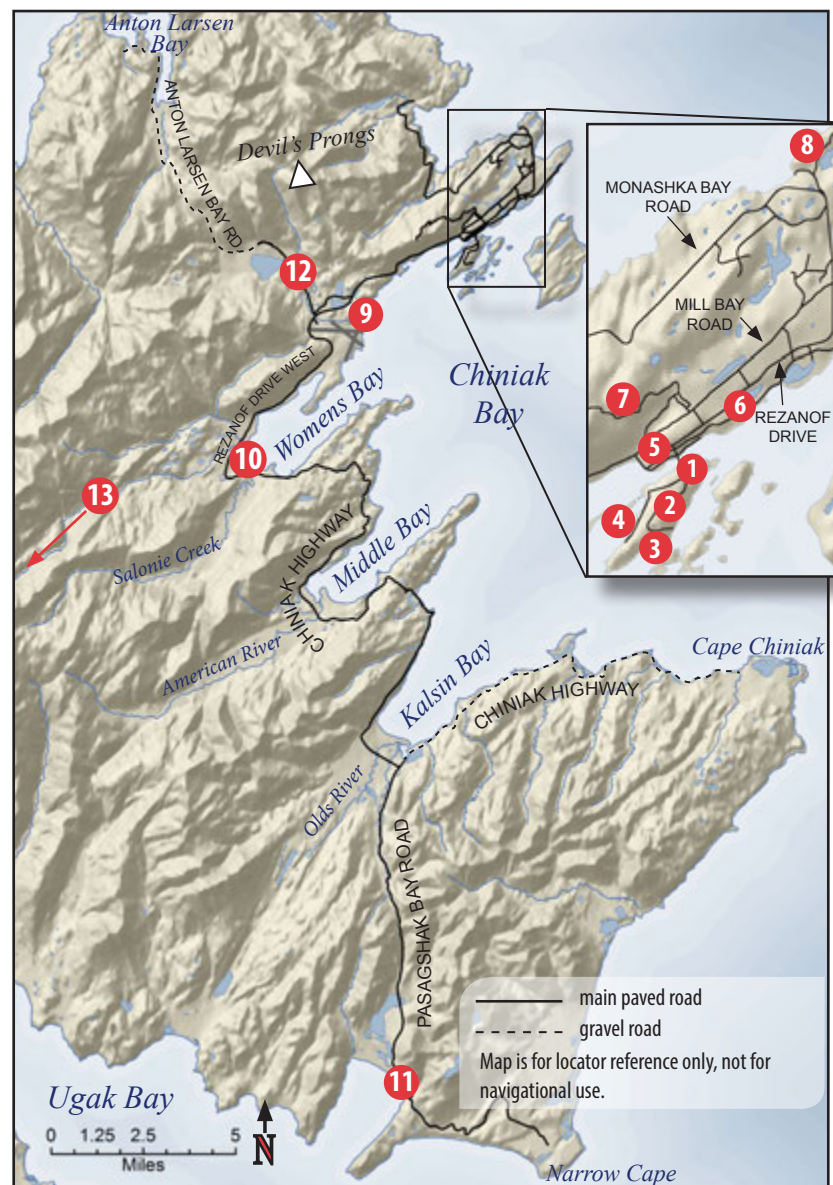 Anton Larsen
Bay
ANTON LARSEN BAY RD
Devil's Prongs
8
MONASHKA BAY
ROAD
12
9
MILL BAY
ROAD
REZANOF DRIVE WEST
Chiniak
Bay
7
6
REZANOF
DRIVE
5
1
Womens Bay
10
2
13
4
3
CHINIAK HIGHWAY
Middle Bay
Salonie Creek
American River
Kalsin Bay
Cape Chiniak
CHINIAK HIGHWAY
Olds River
PASAGSHAK BAY ROAD
main paved road
gravel road
Map is for locator reference only, not for
navigational use.
11
Ugak Bay
0 1.25 2.5 5
Miles
N
Narrow Cape